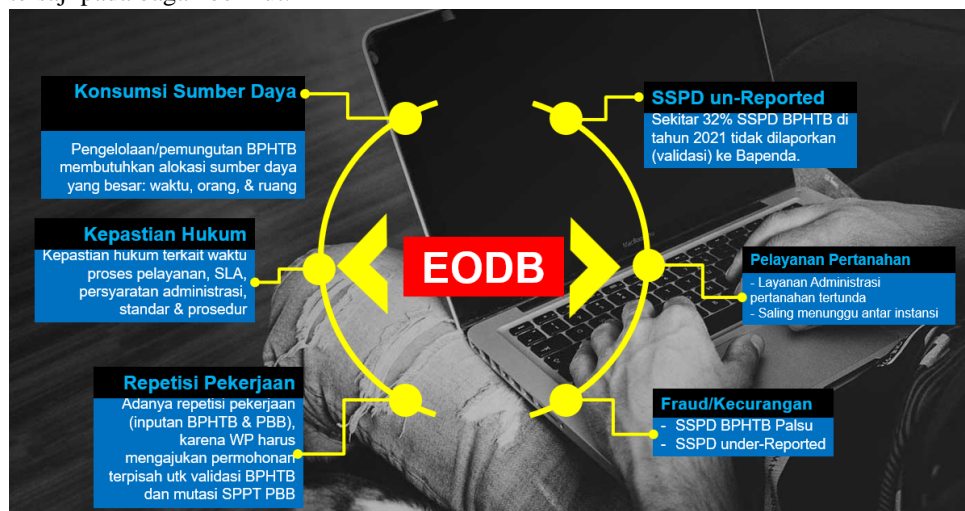 Konsumsi Sumber Daya
Pengelolaan/pemungutan BPHTB
membutuhkan alokasi sumber daya
yang besar: waktu, orang, & ruang
Kepastian Hukum
Kepastian hukum terkait waktu
proses pelayanan, SLA,
persyaratan administrasi,
standar & prosedur
Repetisi Pekerjaan
Adanya repetisi pekerjaan
(inputan BPHTB & PBB),
karena WP harus
mengajukan permohonan
terpisah utk validasi BPHTB
dan mutasi SPPT PBB
EODB
SSPD un-Reported
Sekitar 32% SSPD BPHTB di
tahun 2021 tidak dilaporkan
(validasi) ke Bapenda.
Pelayanan Pertanahan
- Layanan Administrasi
pertanahan tertunda
- Saling menunggu antar instansi
Fraud/Kecurangan
- SSPD BPHTB Palsu
- SSPD under-Reported